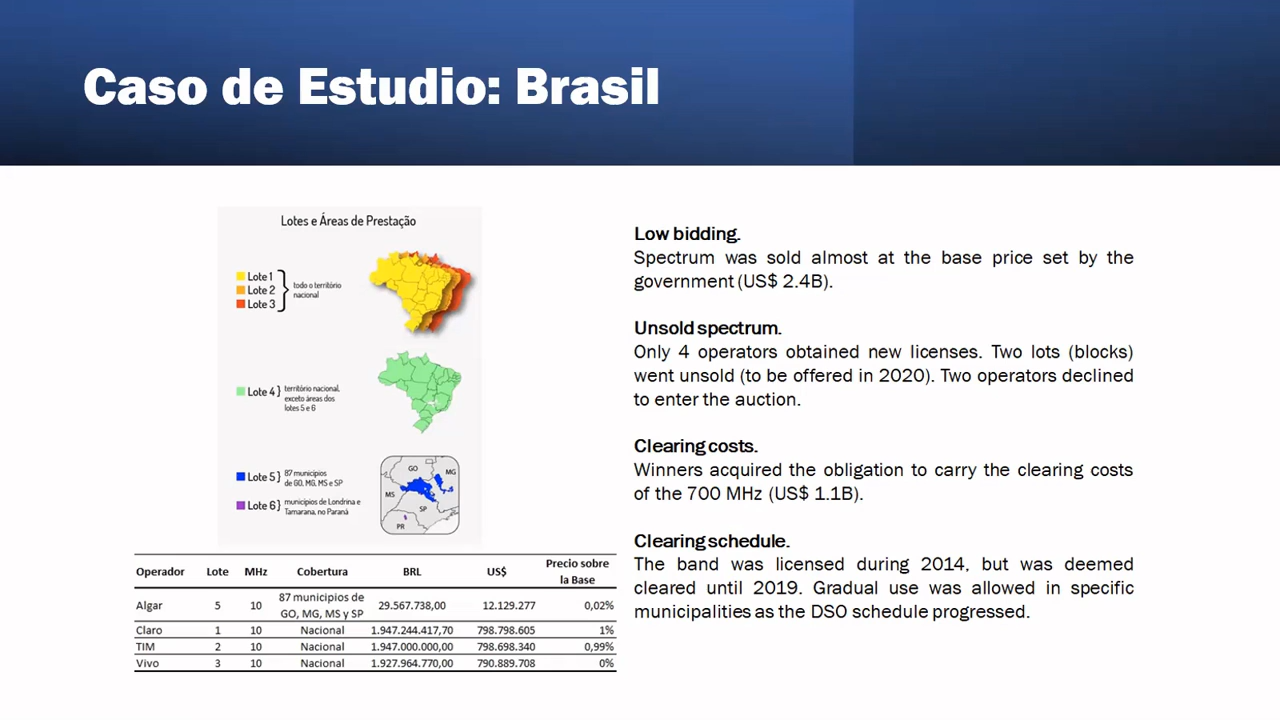 Caso de Estudio: Brasil
Lotes e Áreas de Prestação
Lote 1
Lote 2
Lote 3
todo o território
nacional
Lote 4
território nacional,
exceto áreas dos
lotes 5 e 6
Lote 5
87 municípios
de GO, MG, MS e SP
Lote 6
municípios de Londrina e
Tamarana, no Paraná
GO
MG
MS
SP
PR
Operador Lote MHz Cobertura BRL US$ Precio sobre la Base
Algar 5 10 87 municipios de GO, MG, MS y SP 29.567.738,00 12.129.277 0,02%
Claro 1 10 Nacional 1.947.244.417,70 798.798.605 1%
TIM 2 10 Nacional 1.947.000.000,00 798.698.340 0,99%
Vivo 3 10 Nacional 1.927.964.770,00 790.889.708 0%
Low bidding.
Spectrum was sold almost at the base price set by the
government (US$ 2.4B).
Unsold spectrum.
Only 4 operators obtained new licenses. Two lots (blocks)
went unsold (to be offered in 2020). Two operators declined
to enter the auction.
Clearing costs.
Winners acquired the obligation to carry the clearing costs
of the 700 MHz (US$ 1.1B).
Clearing schedule.
The band was licensed during 2014, but was deemed
cleared until 2019. Gradual use was allowed in specific
municipalities as the DSO schedule progressed.